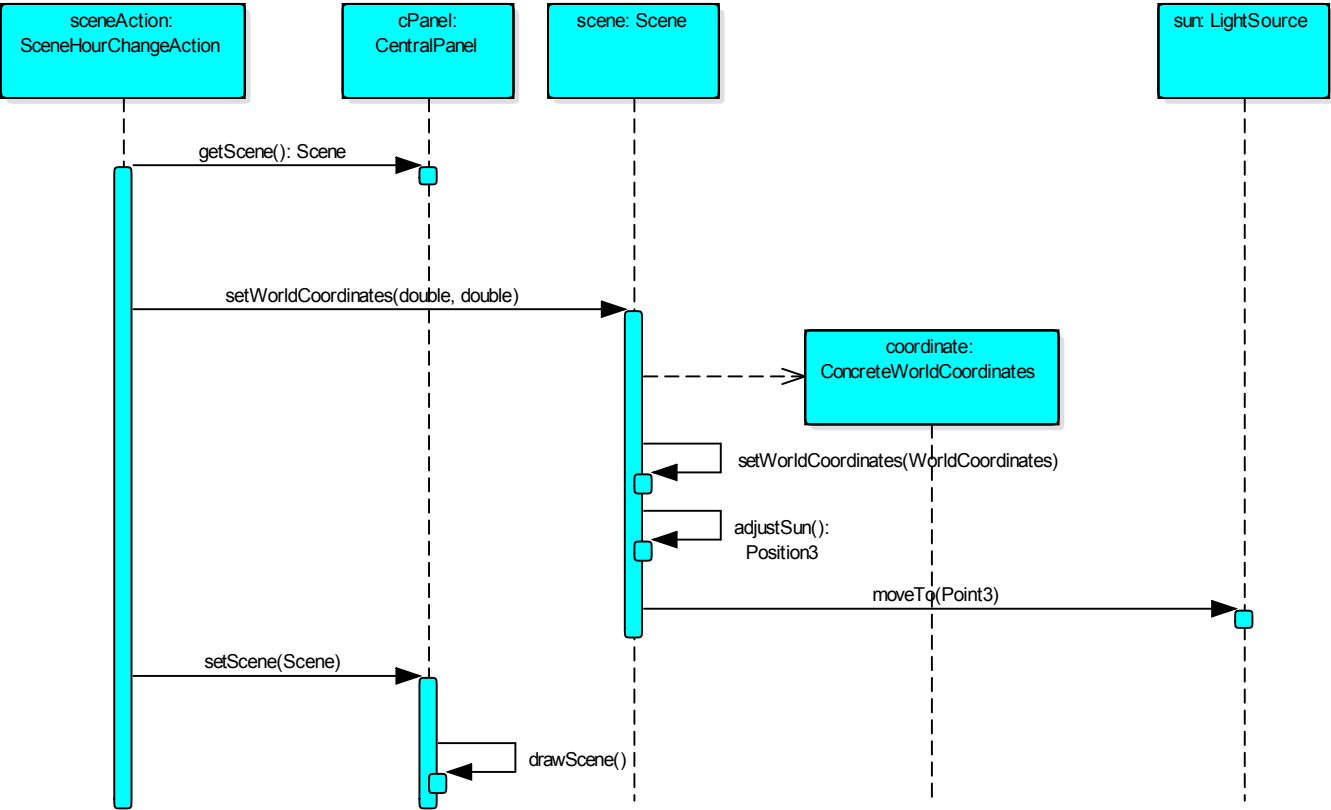 sceneAction:
SceneHourChangeAction
cPanel:
CentralPanel
scene: Scene
sun: LightSource
getScene(): Scene
setWorldCoordinates(double, double)
coordinate:
ConcreteWorldCoordinates
setWorldCoordinates(WorldCoordinates)
adjustSun():
Position3
moveTo(Point3)
setScene(Scene)
drawScene()